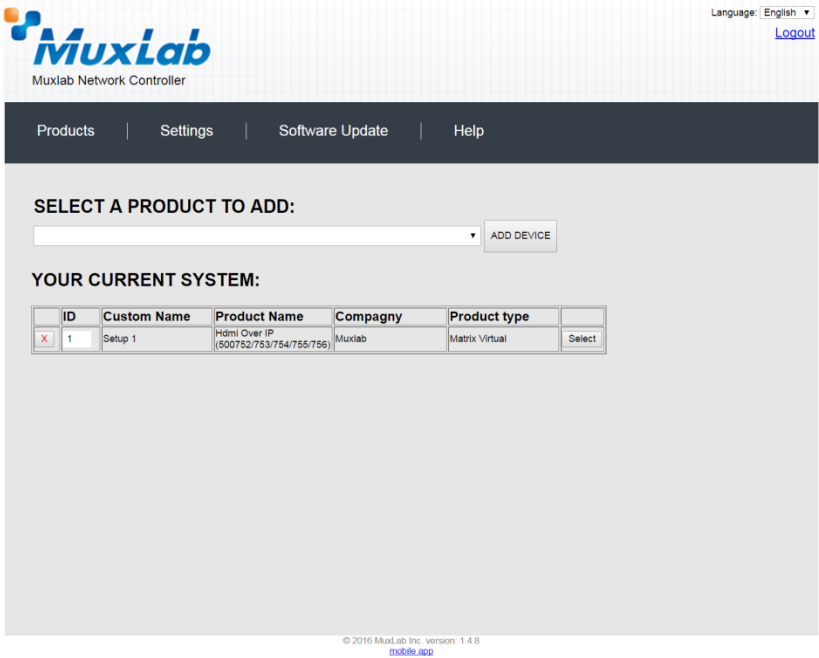 Language: English
Logout
MuxLab
Muxlab Network Controller
Products | Settings | Software Update | Help
SELECT A PRODUCT TO ADD:
ADD DEVICE
YOUR CURRENT SYSTEM:
ID Custom Name Product Name Compagny Product type
X 1 Setup 1 Hdmi Over IP (500752/753/754/755/756) Muxlab Matrix Virtual Select
© 2016 MuxLab Inc. version: 1.4.8
mobile app